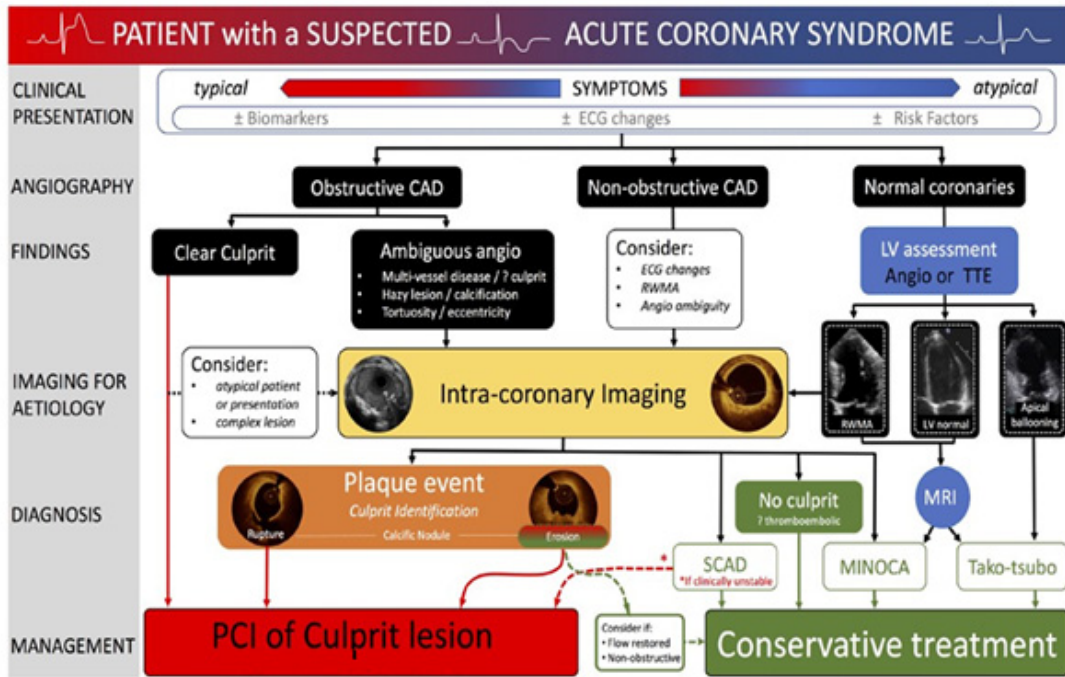 PATIENT with a SUSPECTED ACUTE CORONARY SYNDROME
CLINICAL
PRESENTATION
typical
SYMPTOMS
atypical
± Biomarkers
± ECG changes
± Risk Factors
ANGIOGRAPHY
Obstructive CAD
Non-obstructive CAD
Normal coronaries
FINDINGS
Clear Culprit
Ambiguous angio
• Multi-vessel disease / ? culprit
• Hazy lesion / calcification
• Tortuosity / eccentricity
Consider:
• ECG changes
• RWMA
• Angio ambiguity
LV assessment
Angio or TTE
IMAGING FOR
AETIOLOGY
Consider:
• atypical patient
or presentation
• complex lesion
Intra-coronary Imaging
RWMA
LV normal
Apical
ballooning
DIAGNOSIS
Plaque event
Culprit Identification
Rupture
Calcific Nodule
Erosion
No culprit
? thromboembolic
MRI
*
SCAD
*If clinically unstable
MINOCA
Tako-tsubo
MANAGEMENT
PCI of Culprit lesion
Consider if:
• Flow restored
• Non-obstructive
Conservative treatment